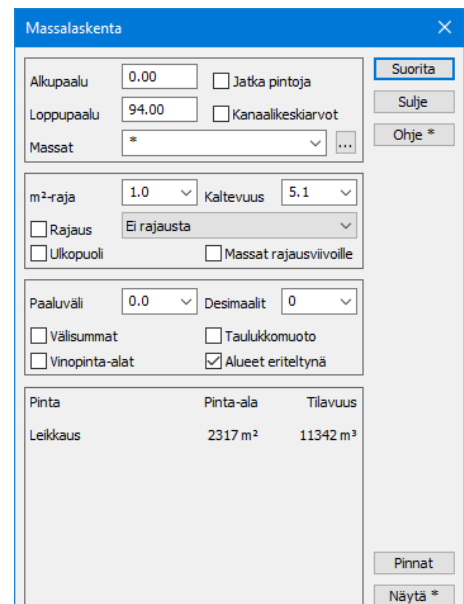 Massalaskenta
Alkupaalu 0.00 Jatka pintoja Suorita
Loppupaalu 94.00 Kanaalikeskiarvot Sulje
Massat * ... Ohje *
m²-raja 1.0 Kaltevuus 5.1
Rajaus Ei rajausta
Ulkopuoli Massat rajausviivoille
Paaluväli 0.0 Desimaalit 0
Välisummat Taulukkomuoto
Vinopinta-alat Alueet eriteltynä
Pinta Pinta-ala Tilavuus
Leikkaus 2317 m² 11342 m³
Pinnat
Näytä *